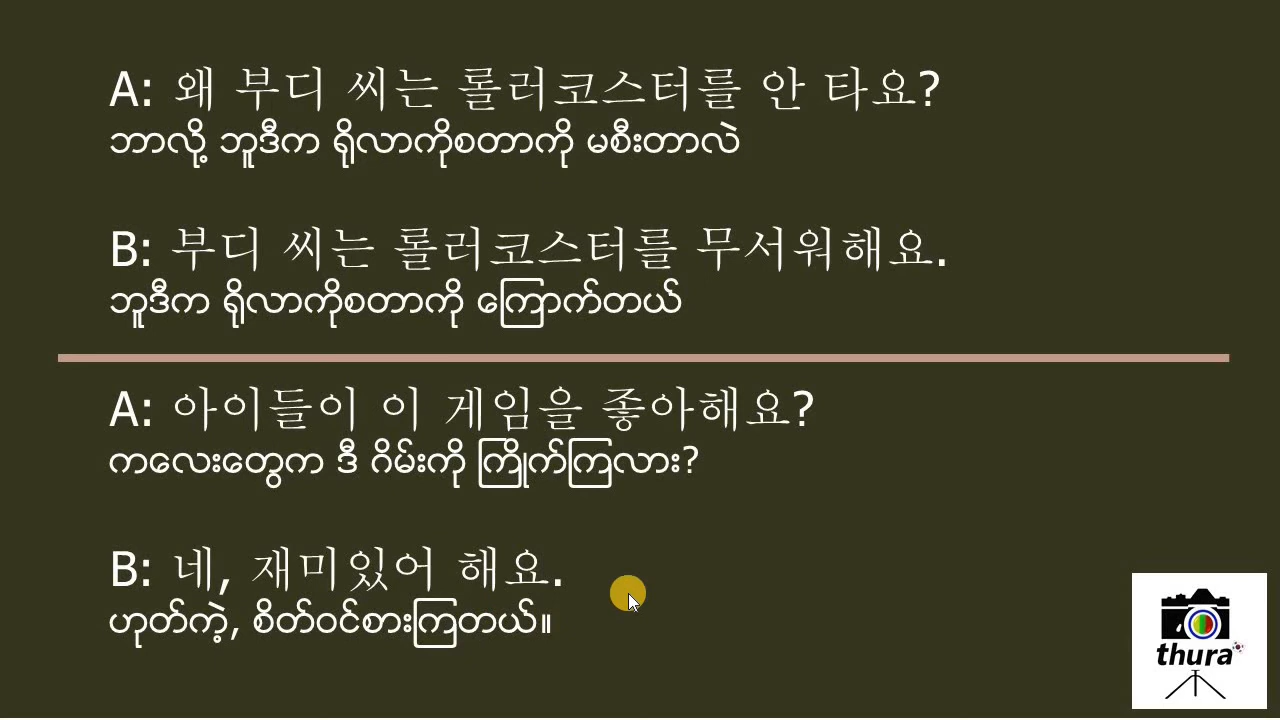 A: 왜 부디 씨는 롤러코스터를 안 타요?
ဘာလို့ ဘူဒီက ရိုလာကိုစတာကို မစီးတာလဲ
B: 부디 씨는 롤러코스터를 무서워해요.
ဘူဒီက ရိုလာကိုစတာကို ကြောက်တယ်
A: 아이들이 이 게임을 좋아해요?
ကလေးတွေက ဒီ ဂိမ်းကို ကြိုက်ကြလား?
B: 네, 재미있어 해요.
ဟုတ်ကဲ့, စိတ်ဝင်စားကြတယ်။
thura